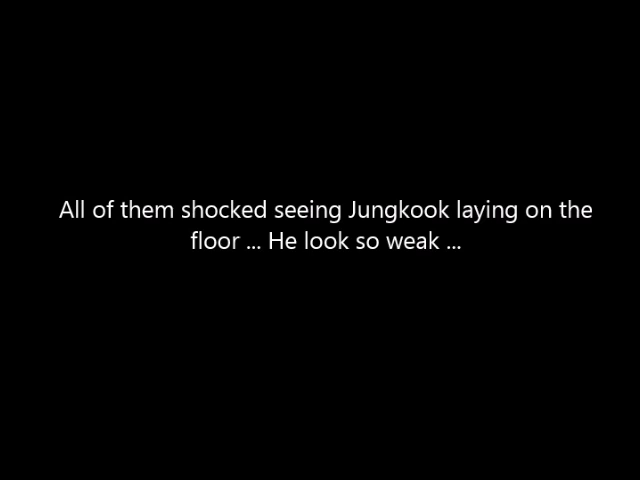 All of them shocked seeing Jungkook laying on the
floor ... He look so weak ...